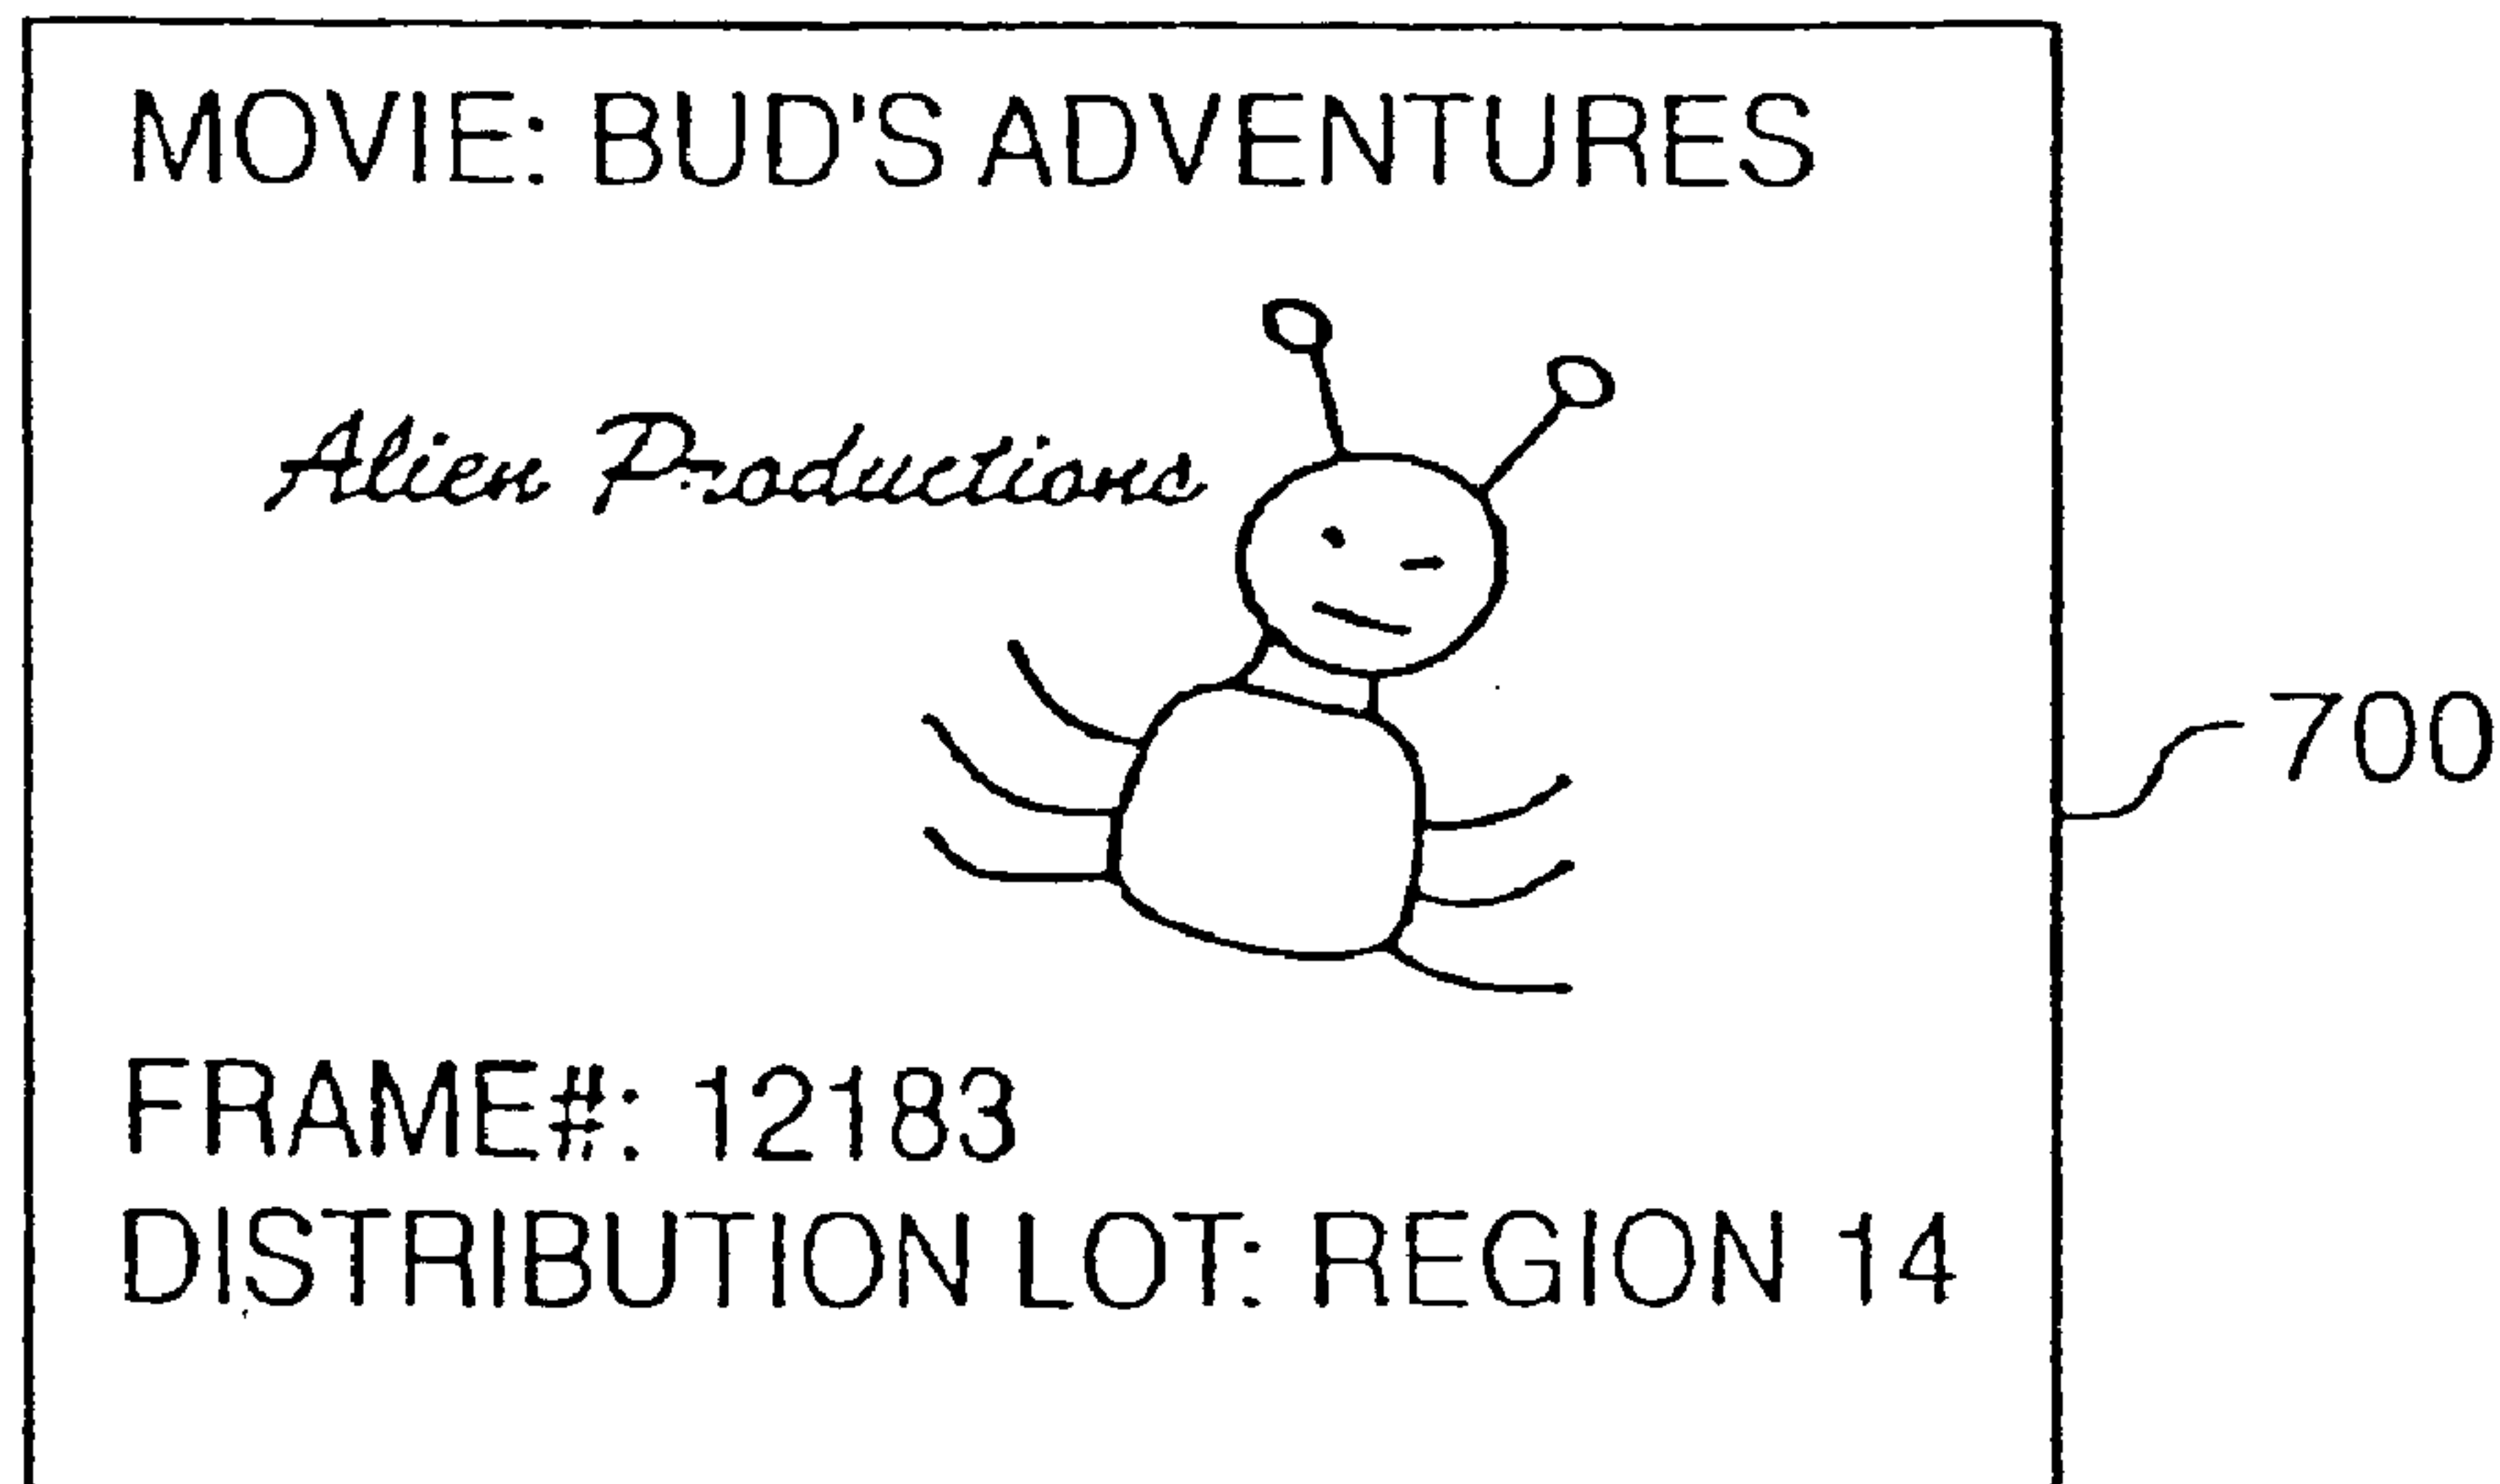 MOVIE: BUD'S ADVENTURES
Alien Productions
700
FRAME#: 12183
DISTRIBUTION LOT: REGION 14